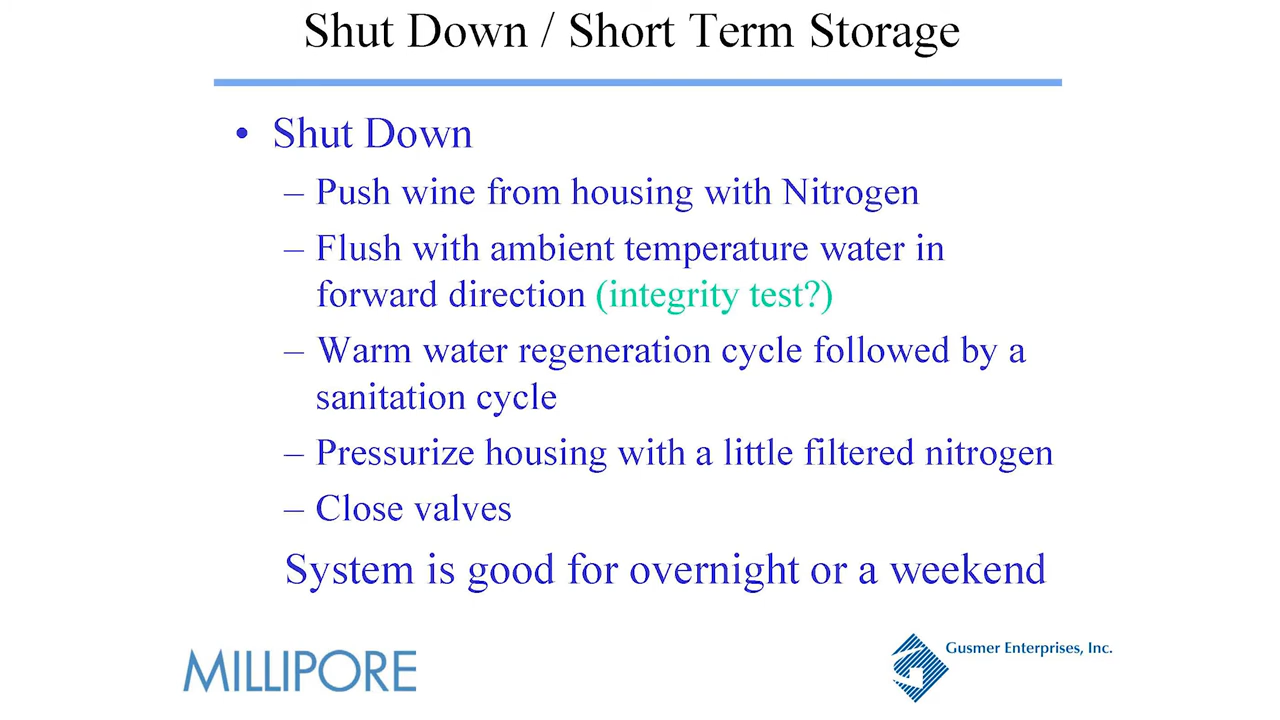 Shut Down / Short Term Storage
• Shut Down
– Push wine from housing with Nitrogen
– Flush with ambient temperature water in
forward direction (integrity test?)
– Warm water regeneration cycle followed by a
sanitation cycle
– Pressurize housing with a little filtered nitrogen
– Close valves
System is good for overnight or a weekend
MILLIPORE
Gusmer Enterprises, Inc.